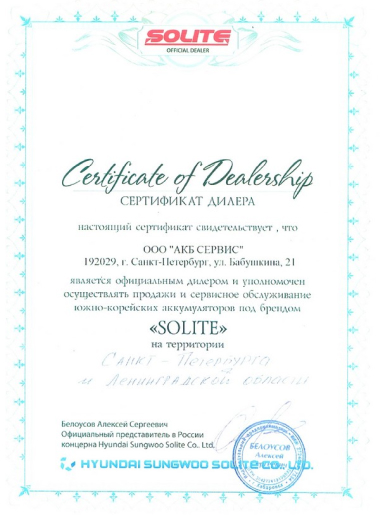 SOLITE
OFFICIAL DEALER
Certificate of Dealership
СЕРТИФИКАТ ДИЛЕРА
настоящий сертификат свидетельствует , что
ООО "АКБ СЕРВИС"
192029, г. Санкт-Петербург, ул. Бабушкина, 21
является официальным дилером и уполномочен
осуществлять продажи и сервисное обслуживание
южно-корейских аккумуляторов под брендом
«SOLITE»
на территории
Санкт - Петербурга
и Ленинградской области
Белоусов Алексей Сергеевич
Официальный представитель в России
концерна Hyundai Sungwoo Solite Co. Ltd.
БЕЛОУСОВ
Алексей
HYUNDAI SUNGWOO SOLITE CO., LTD.